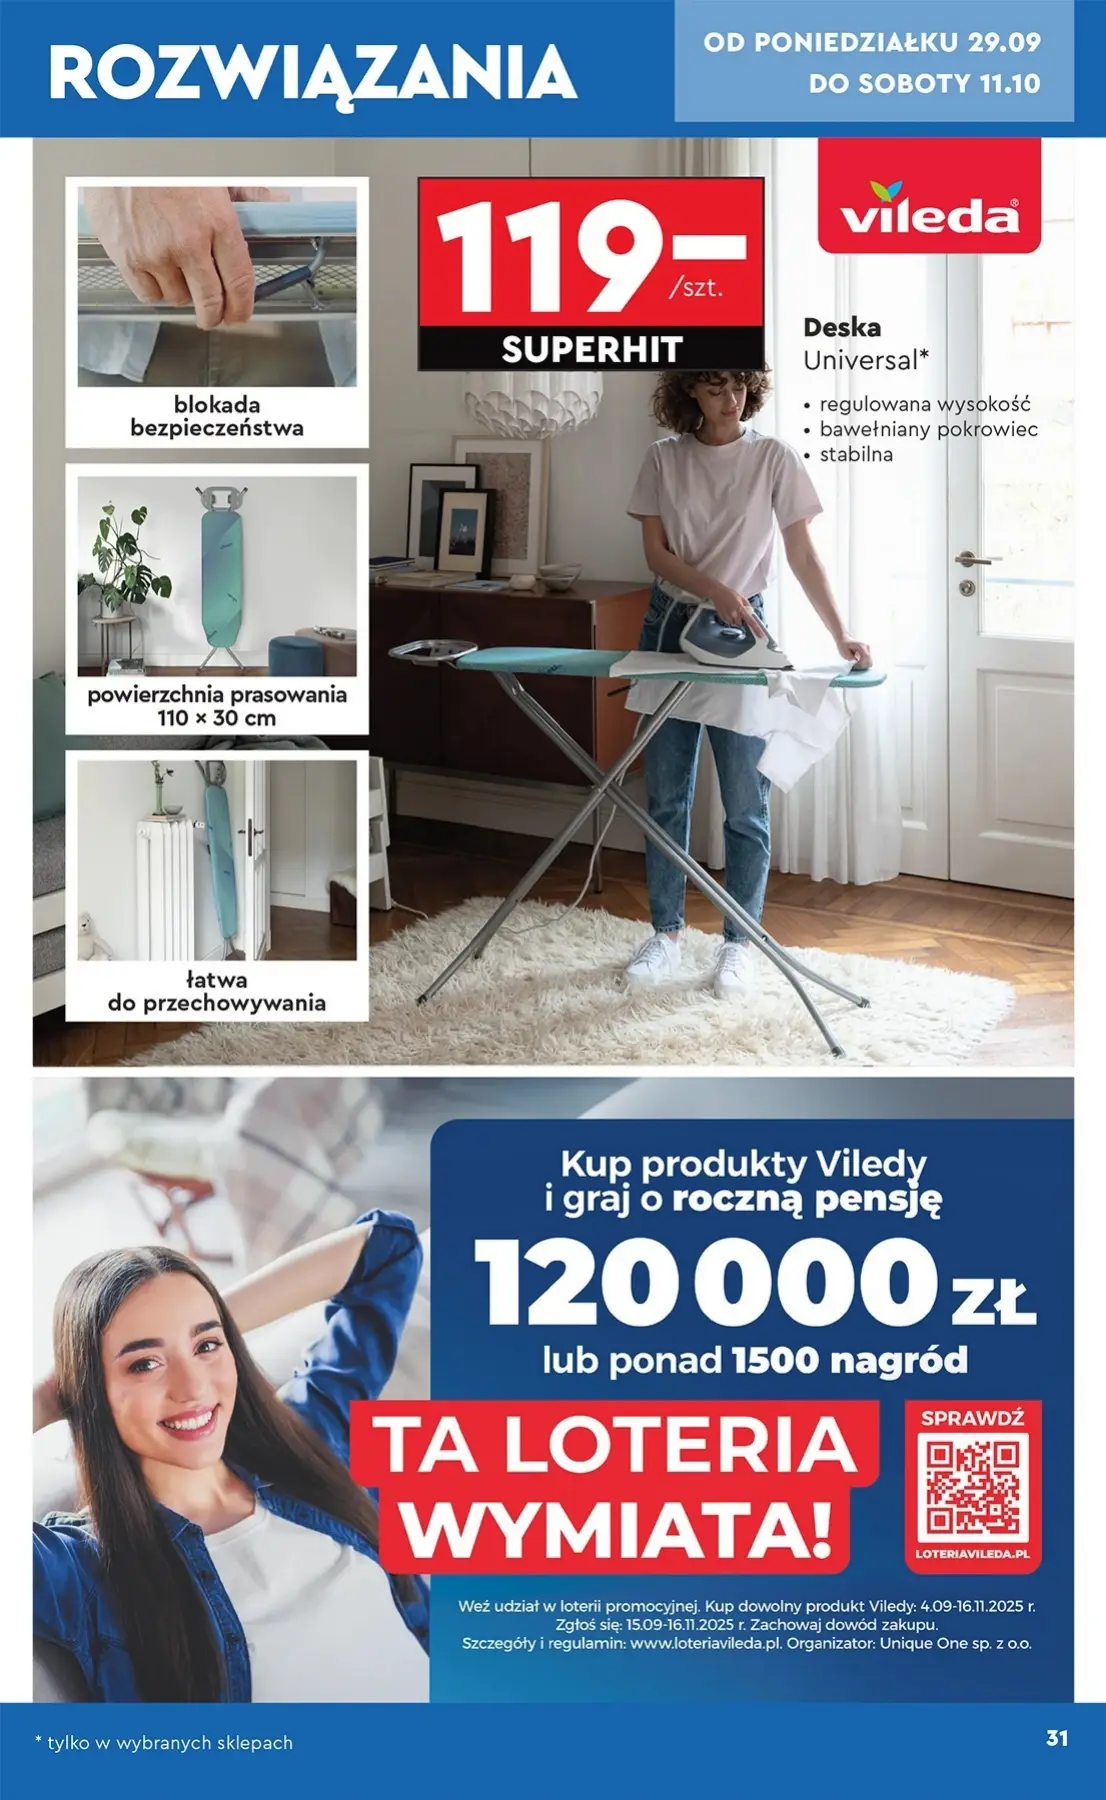 ROZWIĄZANIA
OD PONIEDZIAŁKU 29.09
DO SOBOTY 11.10
blokada
bezpieczeństwa
powierzchnia prasowania
110 × 30 cm
łatwa
do przechowywania
119–
/szt.
SUPERHIT
vileda®
Deska
Universal*
• regulowana wysokość
• bawełniany pokrowiec
• stabilna
Kup produkty Viledy
i graj o roczną pensję
120 000 ZŁ
lub ponad 1500 nagród
TA LOTERIA
WYMIATA!
SPRAWDŹ
LOTERIAVILEDA.PL
Weź udział w loterii promocyjnej. Kup dowolny produkt Viledy: 4.09-16.11.2025 r.
Zgłoś się: 15.09-16.11.2025 r. Zachowaj dowód zakupu.
Szczegóły i regulamin: www.loteriavileda.pl. Organizator: Unique One sp. z o.o.
* tylko w wybranych sklepach
31